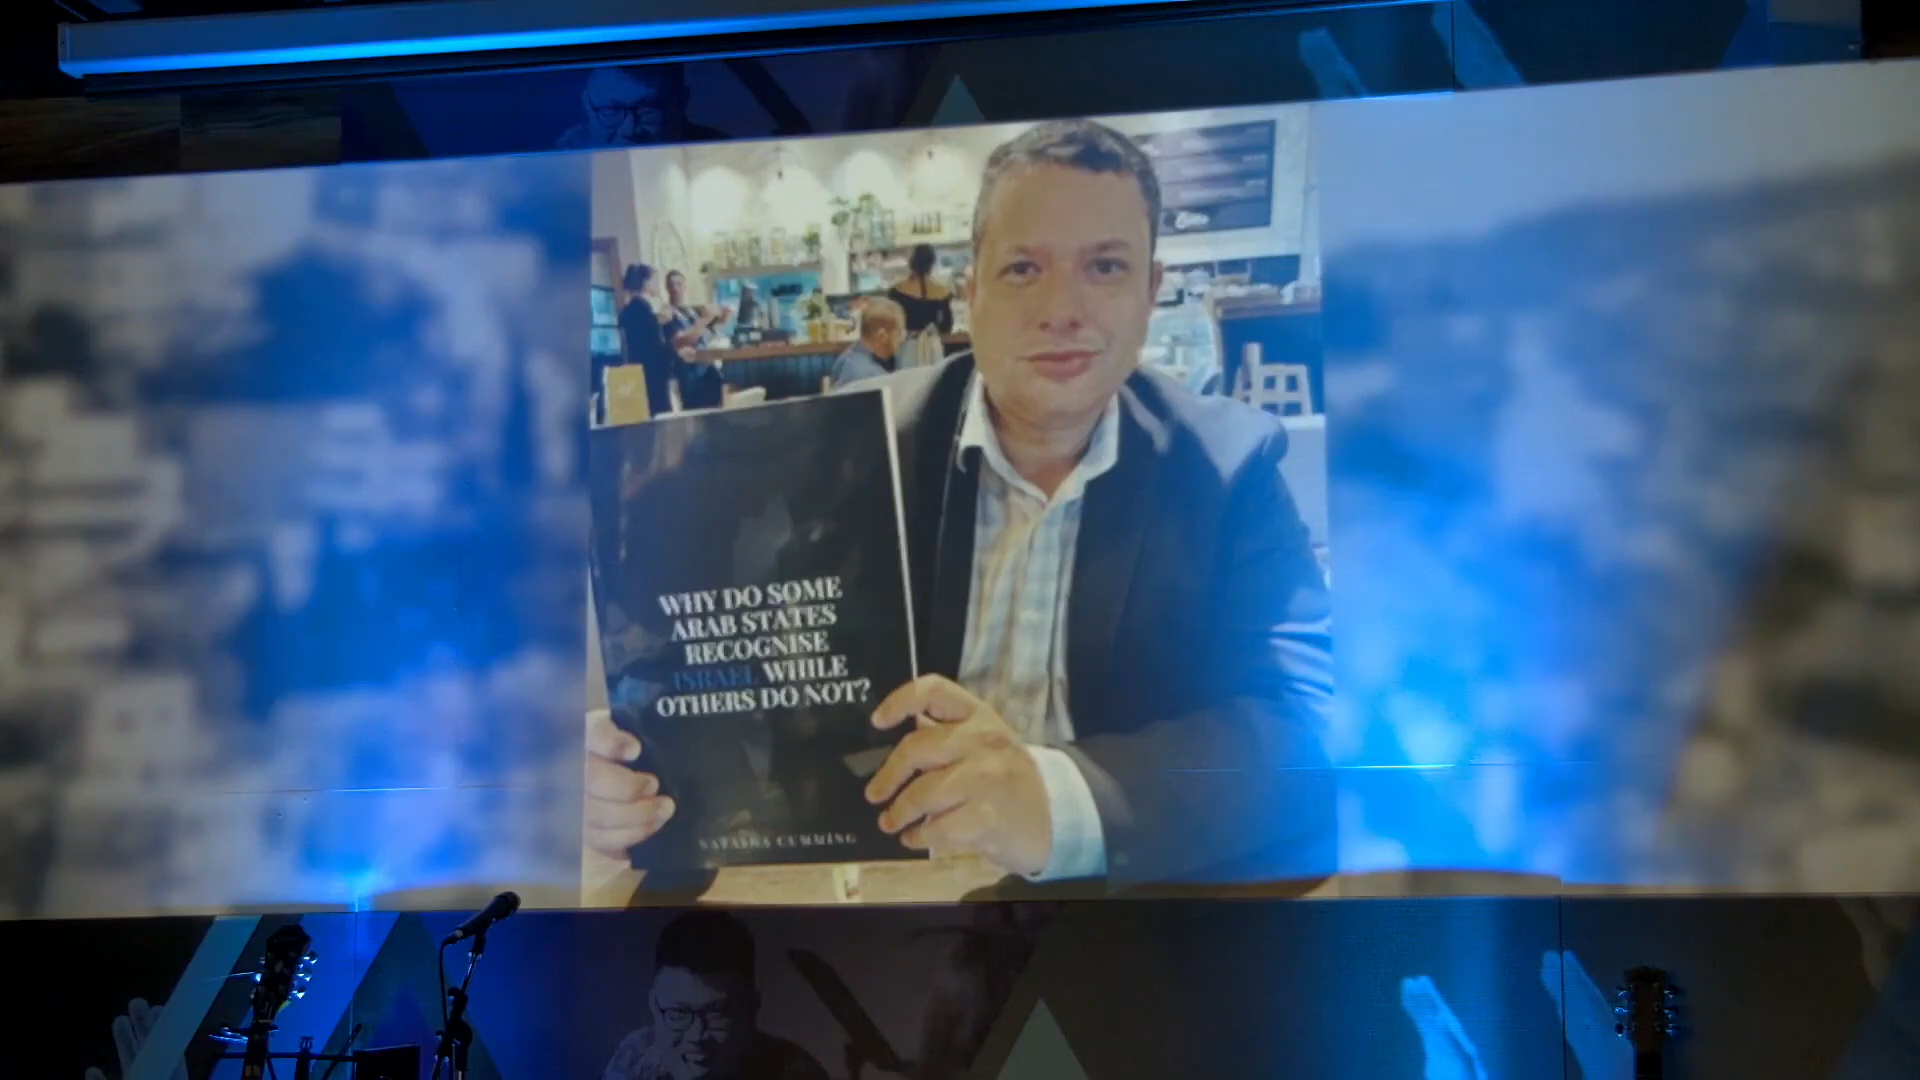 WHY DO SOME
ARAB STATES
RECOGNISE
ISRAEL WHILE
OTHERS DO NOT?
NATASHA CUMMING